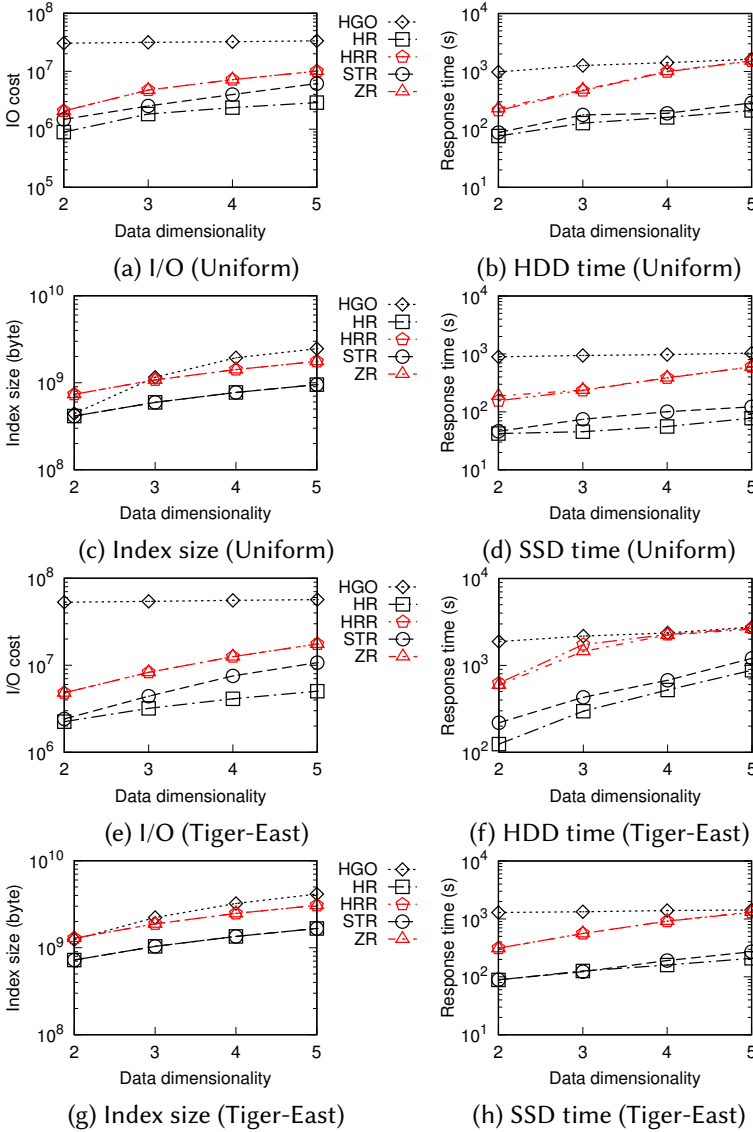 10^8
10^7
10^6
10^5
IO cost
2 3 4 5
Data dimensionality
HGO
HR
HRR
STR
ZR
(a) I/O (Uniform)
10^4
10^3
10^2
10^1
Response time (s)
2 3 4 5
Data dimensionality
(b) HDD time (Uniform)
10^10
10^9
10^8
Index size (byte)
2 3 4 5
Data dimensionality
HGO
HR
HRR
STR
ZR
(c) Index size (Uniform)
10^4
10^3
10^2
10^1
Response time (s)
2 3 4 5
Data dimensionality
(d) SSD time (Uniform)
10^8
10^7
10^6
I/O cost
2 3 4 5
Data dimensionality
HGO
HR
HRR
STR
ZR
(e) I/O (Tiger-East)
10^4
10^3
10^2
Response time (s)
2 3 4 5
Data dimensionality
(f) HDD time (Tiger-East)
10^10
10^9
10^8
Index size (byte)
2 3 4 5
Data dimensionality
HGO
HR
HRR
STR
ZR
(g) Index size (Tiger-East)
10^4
10^3
10^2
10^1
Response time (s)
2 3 4 5
Data dimensionality
(h) SSD time (Tiger-East)